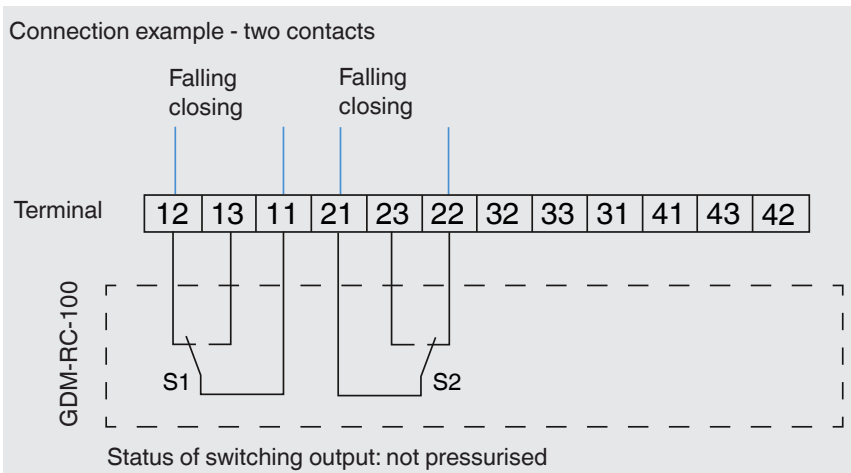 Connection example - two contacts
Falling closing
Falling closing
Terminal
12 13 11 21 23 22 32 33 31 41 43 42
GDM-RC-100
S1
S2
Status of switching output: not pressurised